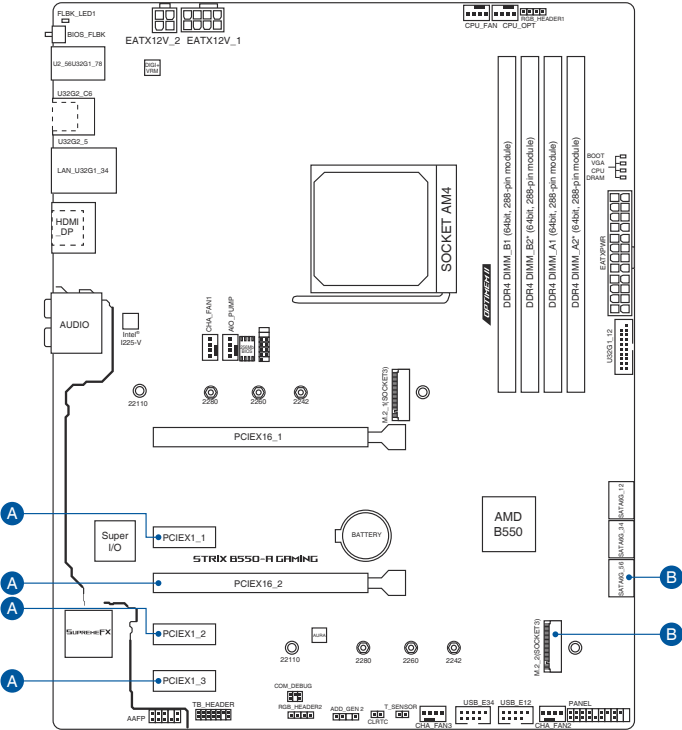 FLBK_LED1
BIOS_FLBK
EATX12V_2
EATX12V_1
CPU_FAN
CPU_OPT
RGB_HEADER1
DIGI+
VRM
U2_56U32G1_78
U32G2_C6
U32G2_5
LAN_U32G1_34
HDMI
_DP
AUDIO
Intel®
I225-V
CHA_FAN1
AIO_PUMP
256Mb
BIOS
SOCKET AM4
OPTIMEM II
DDR4 DIMM_B1 (64bit, 288-pin module)
DDR4 DIMM_B2* (64bit, 288-pin module)
DDR4 DIMM_A1 (64bit, 288-pin module)
DDR4 DIMM_A2* (64bit, 288-pin module)
BOOT
VGA
CPU
DRAM
EATXPWR
U32G1_12
22110
2280
2260
2242
M.2_1(SOCKET3)
PCIEX16_1
A
PCIEX1_1
Super
I/O
BATTERY
AMD
B550
SATA6G_12
SATA6G_34
SATA6G_56
B
STRIX B550-A GAMING
A
PCIEX16_2
A
PCIEX1_2
SUPREMEFX
AURA
22110
2280
2260
2242
M.2_2(SOCKET3)
B
A
PCIEX1_3
COM_DEBUG
AAFP
TB_HEADER
RGB_HEADER2
ADD_GEN 2
CLRTC
T_SENSOR
CHA_FAN3
USB_E34
USB_E12
CHA_FAN2
PANEL